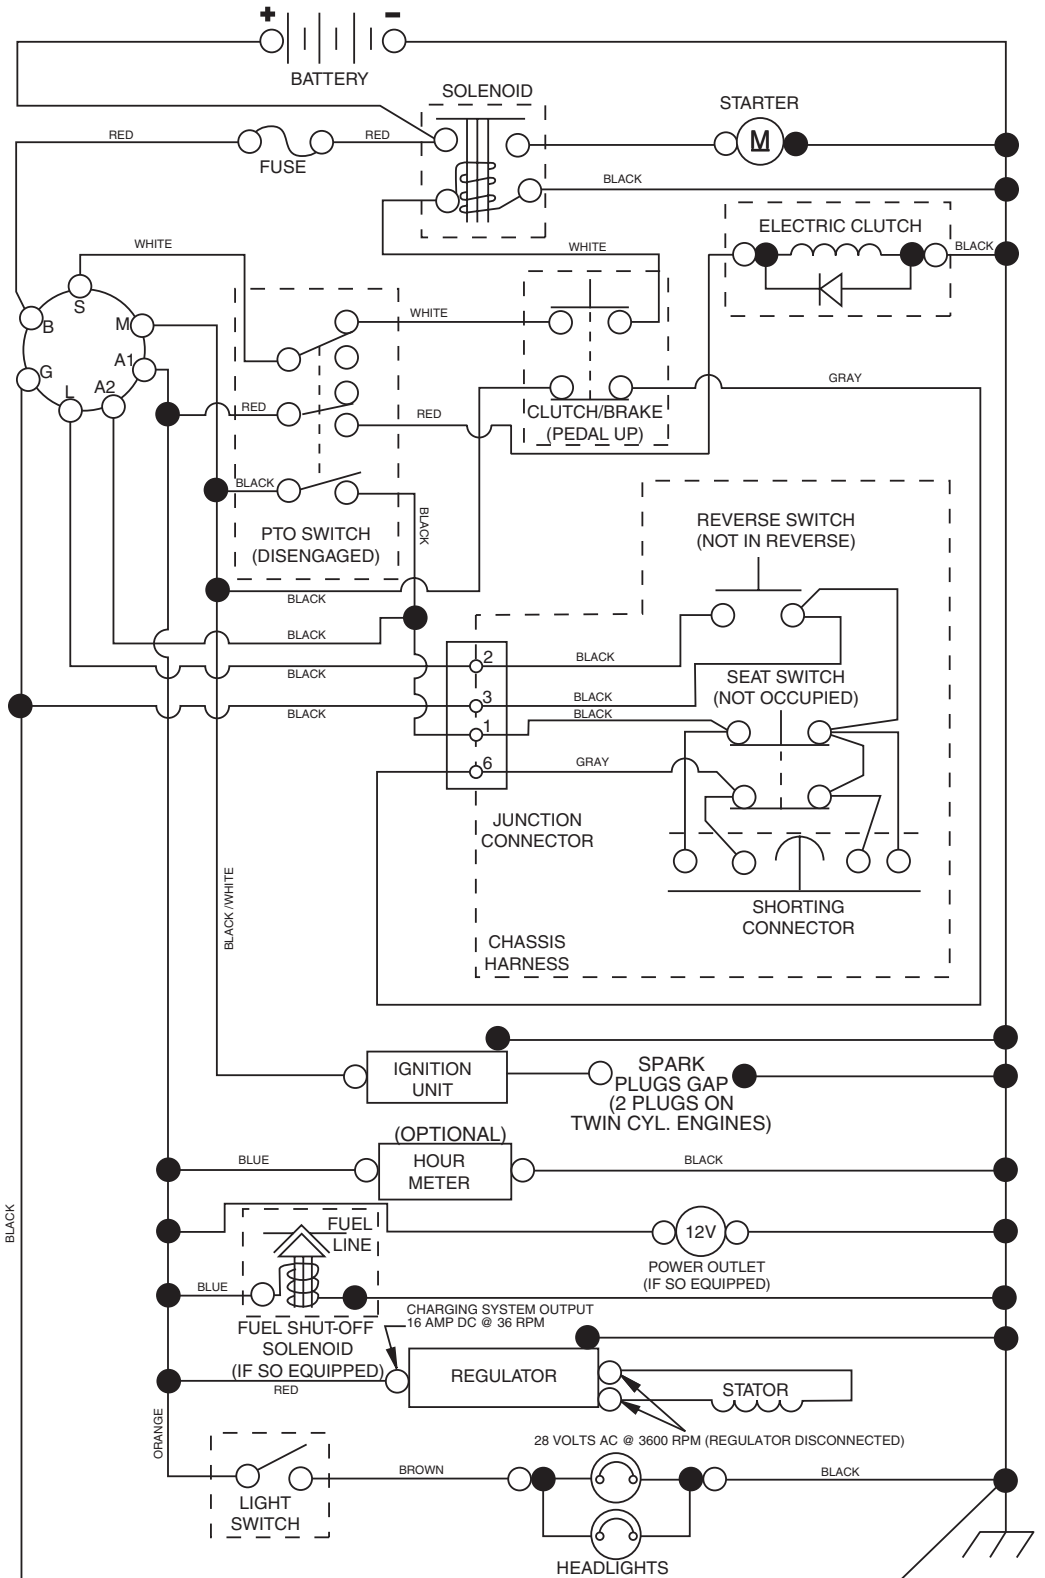 + −
BATTERY
SOLENOID
STARTER
RED
FUSE
RED
M
BLACK
ELECTRIC CLUTCH
BLACK
WHITE
WHITE
S
B
M
WHITE
A1
G
A2
L
RED
RED
CLUTCH/BRAKE
(PEDAL UP)
GRAY
BLACK
PTO SWITCH
(DISENGAGED)
BLACK
REVERSE SWITCH
(NOT IN REVERSE)
BLACK
BLACK
BLACK
2
BLACK
SEAT SWITCH
(NOT OCCUPIED)
BLACK
3
BLACK
BLACK
1
6
GRAY
JUNCTION
CONNECTOR
BLACK/WHITE
SHORTING
CONNECTOR
CHASSIS
HARNESS
IGNITION
UNIT
SPARK
PLUGS GAP
(2 PLUGS ON
TWIN CYL. ENGINES)
(OPTIONAL)
HOUR
METER
BLUE
BLACK
BLACK
FUEL
LINE
12V
POWER OUTLET
(IF SO EQUIPPED)
BLUE
FUEL SHUT-OFF
SOLENOID
(IF SO EQUIPPED)
CHARGING SYSTEM OUTPUT
16 AMP DC @ 36 RPM
RED
REGULATOR
STATOR
28 VOLTS AC @ 3600 RPM (REGULATOR DISCONNECTED)
ORANGE
LIGHT
SWITCH
BROWN
BLACK
HEADLIGHTS